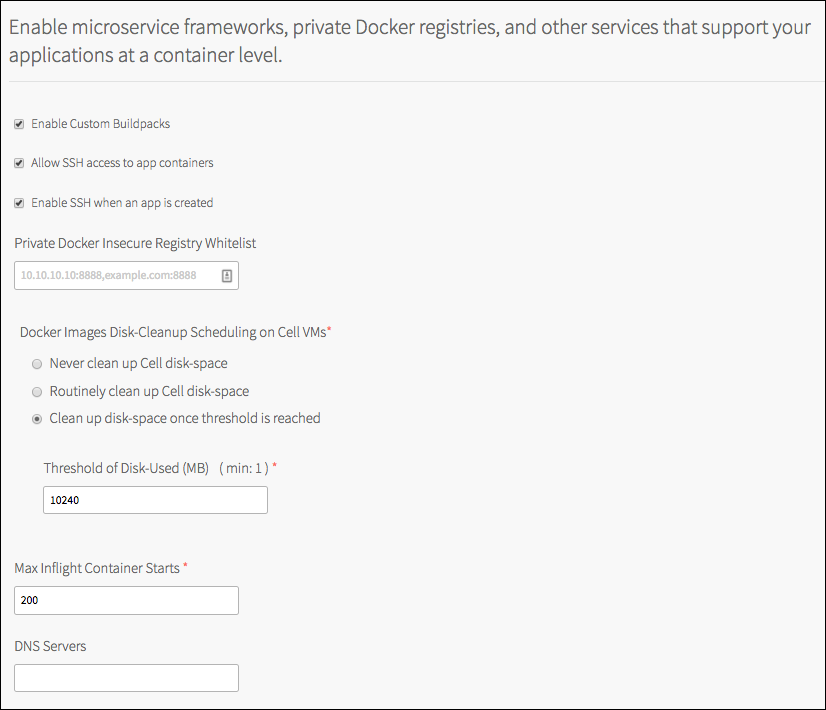 Enable microservice frameworks, private Docker registries, and other services that support your
applications at a container level.
Enable Custom Buildpacks
Allow SSH access to app containers
Enable SSH when an app is created
Private Docker Insecure Registry Whitelist
10.10.10.10:8888,example.com:8888
Docker Images Disk-Cleanup Scheduling on Cell VMs*
Never clean up Cell disk-space
Routinely clean up Cell disk-space
Clean up disk-space once threshold is reached
Threshold of Disk-Used (MB) ( min: 1 ) *
10240
Max Inflight Container Starts *
200
DNS Servers